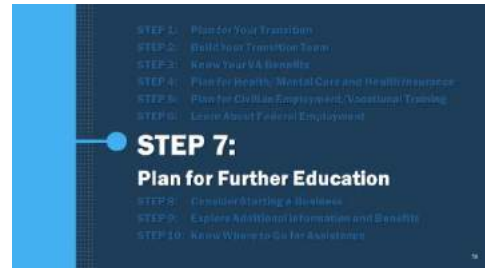 STEP 1: Plan for Your Transition
STEP 2: Build Your Transition Team
STEP 3: Know Your VA Benefits
STEP 4: Plan for Health/Mental Care and Health Insurance
STEP 5: Plan for Civilian Employment/Vocational Training
STEP 6: Learn About Federal Employment
STEP 7:
Plan for Further Education
STEP 8: Consider Starting a Business
STEP 9: Explore Additional Information and Benefits
STEP 10: Know Where to Go for Assistance